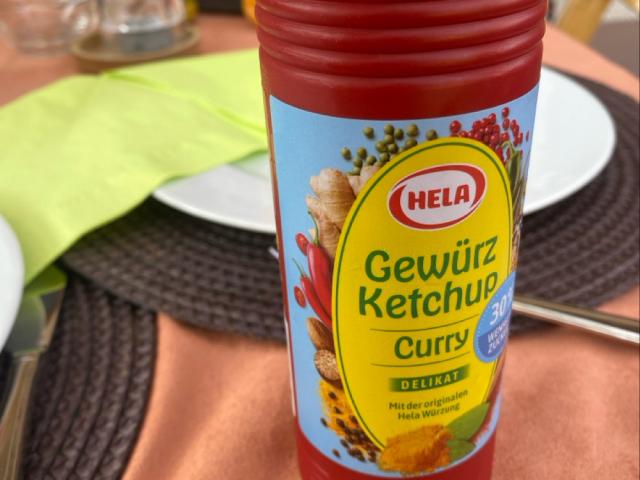 HELA
Gewürz
Ketchup
Curry
DELIKAT
Mit der originalen
Hela Würzung
30%